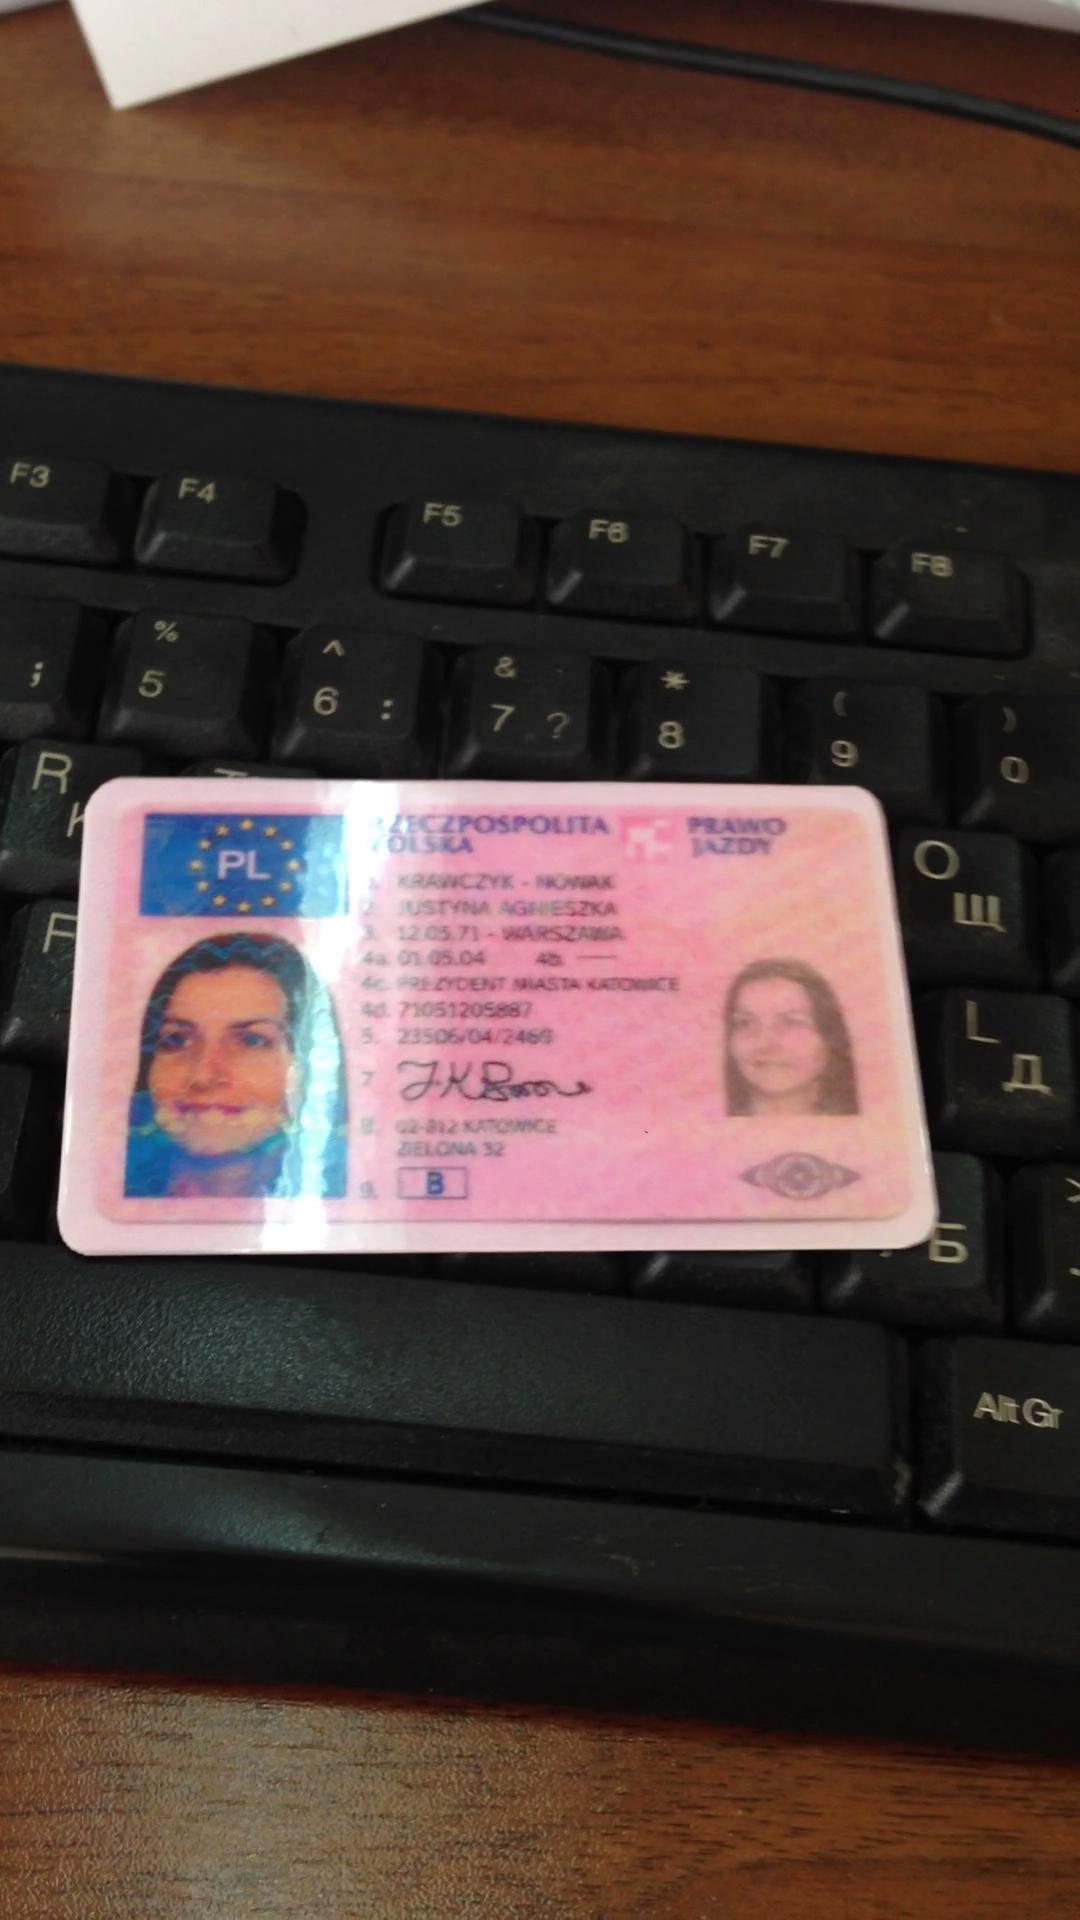 F3 F4 F5 F6 F7 F8
; % 5 ^ 6 : & 7 ? * 8 ( 9 ) 0
R К
О Щ
F
L Д
Б
Alt Gr
PL
RZECZPOSPOLITA POLSKA
PRAWO JAZDY
1. KRAWCZYK - NOWAK
2. JUSTYNA AGNIESZKA
3. 12.05.71 - WARSZAWA
4a. 01.05.04 4b. —
4c. PREZYDENT MIASTA KATOWICE
4d. 71051205887
5. 23506/04/2469
7
8. 02-812 KATOWICE
ZIELONA 32
9. B